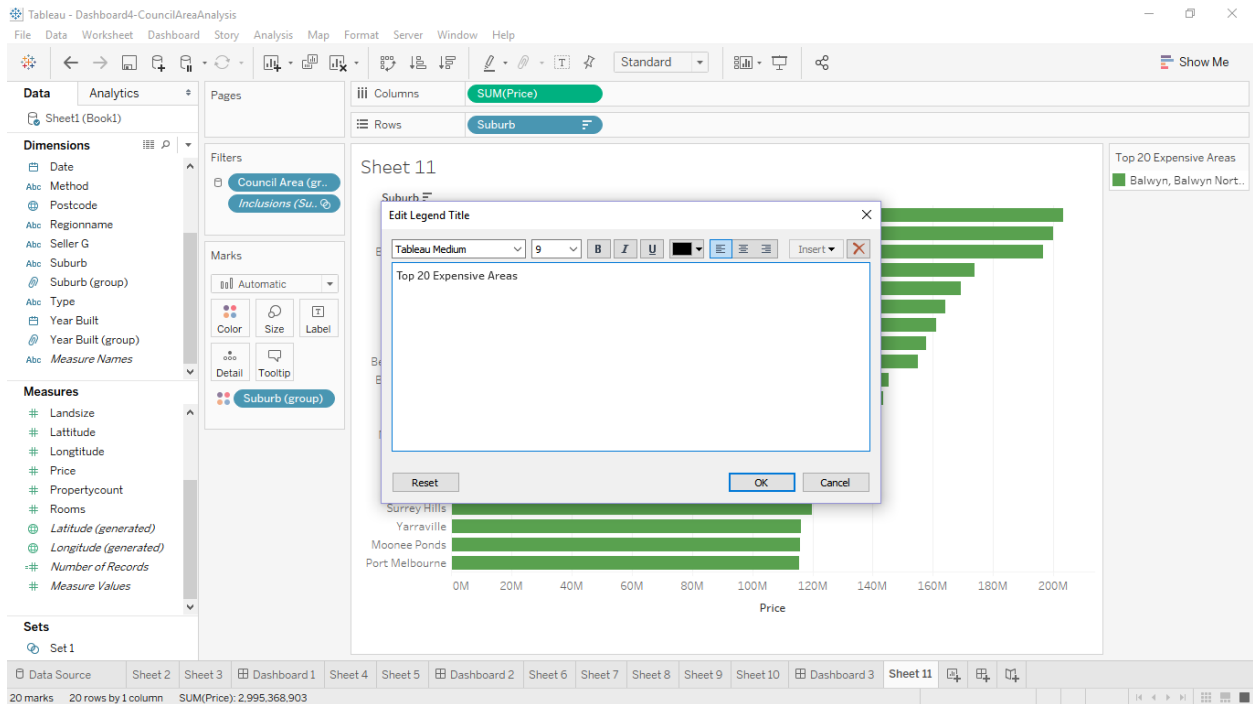 Tableau - Dashboard4-CouncilAreaAnalysis
File Data Worksheet Dashboard Story Analysis Map Format Server Window Help
Standard
Show Me
Data Analytics
Sheet1 (Book1)
Dimensions
Date
Abc Method
Postcode
Abc Regionname
Abc Seller G
Abc Suburb
Suburb (group)
Abc Type
Year Built
Year Built (group)
Abc Measure Names
Measures
# Landsize
# Lattitude
# Longtitude
# Price
# Propertycount
# Rooms
Latitude (generated)
Longitude (generated)
=# Number of Records
# Measure Values
Sets
Set 1
Pages
Filters
Council Area (gr..
Inclusions (Su..
Marks
Automatic
Color Size Label
Detail Tooltip
Suburb (group)
iii Columns SUM(Price)
Rows Suburb
Sheet 11
Suburb
Edit Legend Title
Tableau Medium 9 B I U Insert
Top 20 Expensive Areas
Reset OK Cancel
Surrey Hills
Yarraville
Moonee Ponds
Port Melbourne
0M 20M 40M 60M 80M 100M 120M 140M 160M 180M 200M
Price
Top 20 Expensive Areas
Balwyn, Balwyn Nort..
Data Source Sheet 2 Sheet 3 Dashboard 1 Sheet 4 Sheet 5 Dashboard 2 Sheet 6 Sheet 7 Sheet 8 Sheet 9 Sheet 10 Dashboard 3 Sheet 11
20 marks 20 rows by 1 column SUM(Price): 2,995,368,903